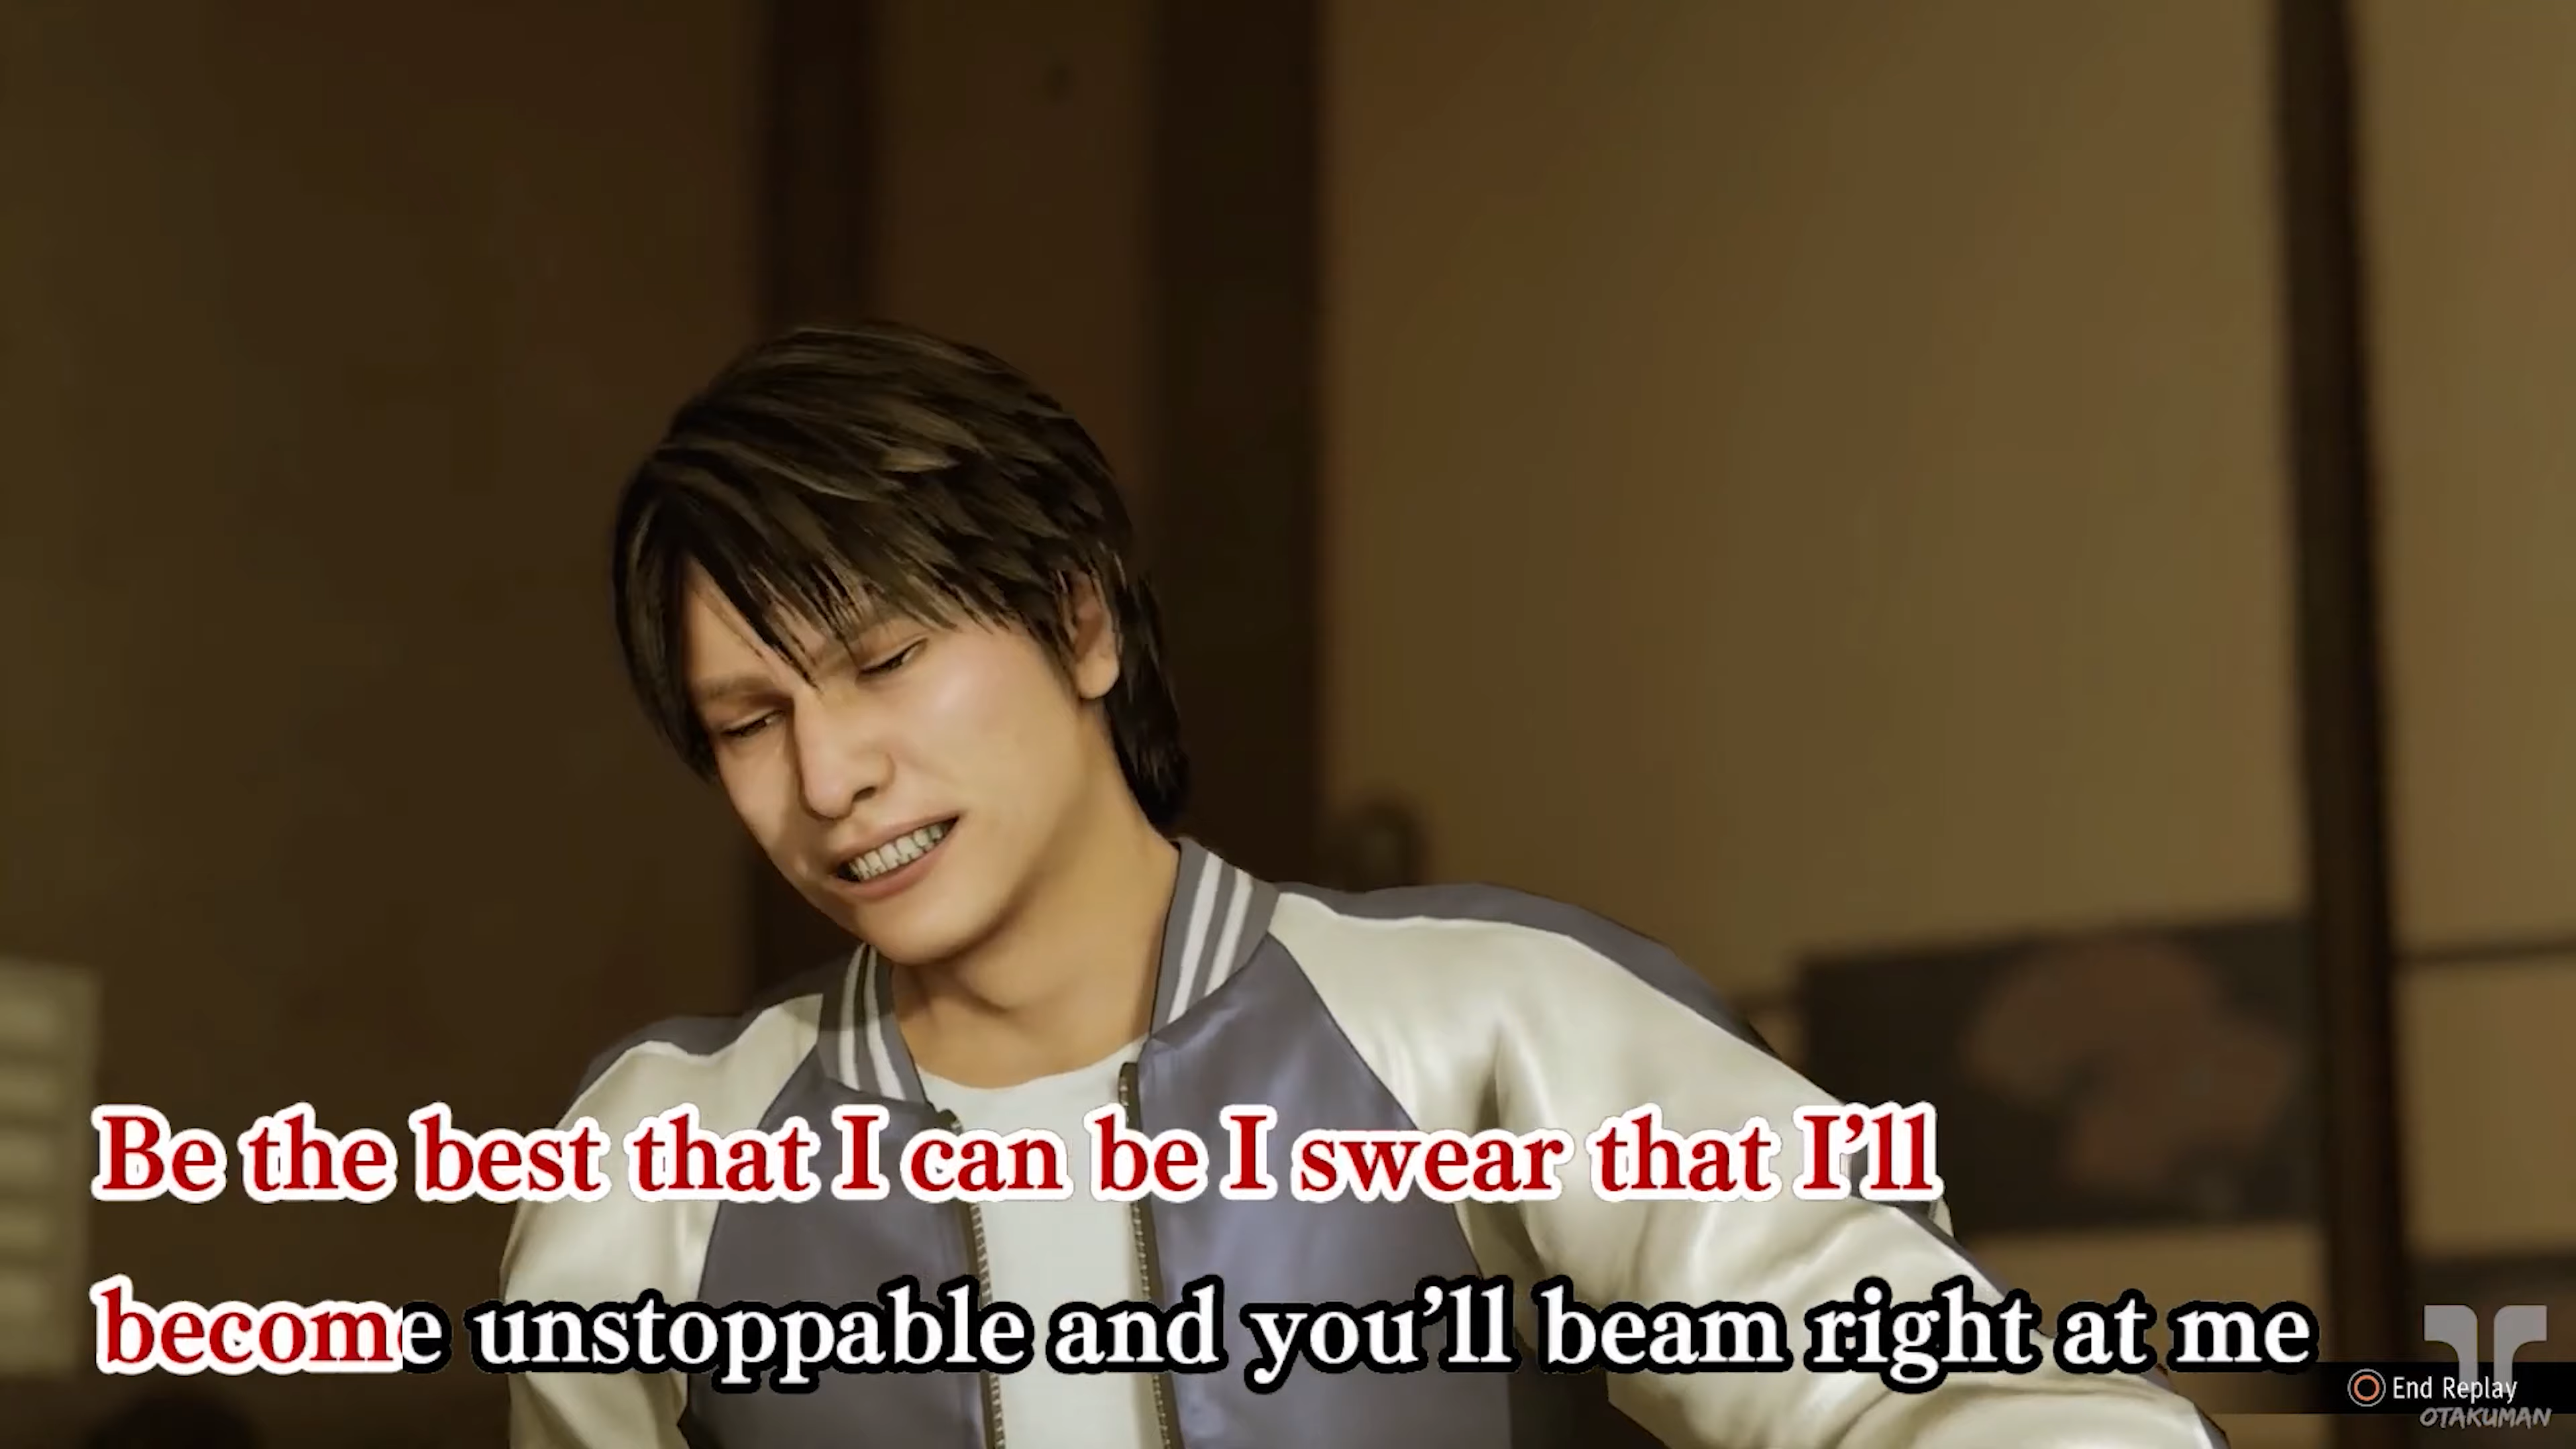 Be the best that I can be I swear that I'll
become unstoppable and you'll beam right at me
End Replay
OTAKUMAN